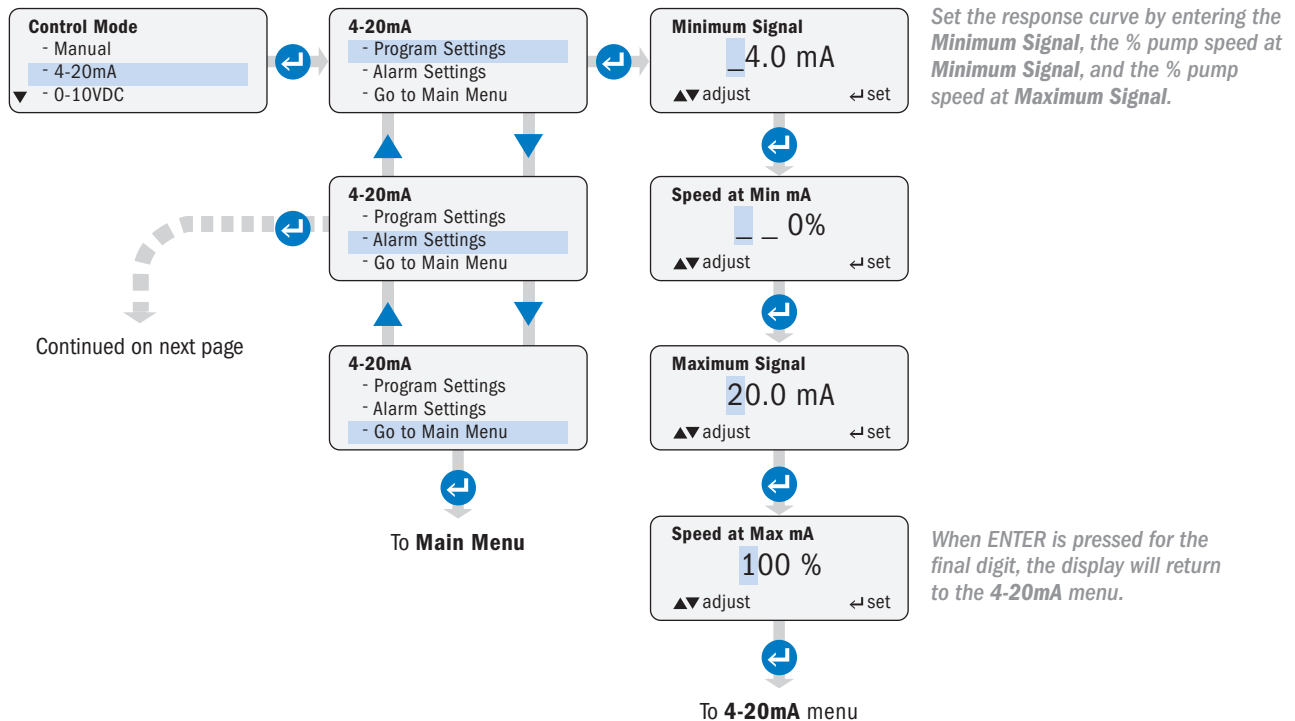 Control Mode
- Manual
- 4-20mA
▼ - 0-10VDC
4-20mA
- Program Settings
- Alarm Settings
- Go to Main Menu
Minimum Signal
_4.0 mA
▲▼ adjust ↵ set
Set the response curve by entering the
Minimum Signal, the % pump speed at
Minimum Signal, and the % pump
speed at Maximum Signal.
4-20mA
- Program Settings
- Alarm Settings
- Go to Main Menu
Speed at Min mA
_ _ 0%
▲▼ adjust ↵ set
Continued on next page
4-20mA
- Program Settings
- Alarm Settings
- Go to Main Menu
Maximum Signal
20.0 mA
▲▼ adjust ↵ set
To Main Menu
Speed at Max mA
100 %
▲▼ adjust ↵ set
When ENTER is pressed for the
final digit, the display will return
to the 4-20mA menu.
To 4-20mA menu